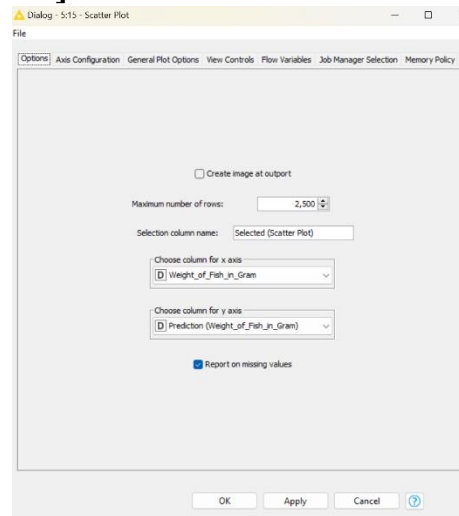 Dialog - 5:15 - Scatter Plot
File
Options Axis Configuration General Plot Options View Controls Flow Variables Job Manager Selection Memory Policy
Create image at outport
Maximum number of rows: 2,500
Selection column name: Selected (Scatter Plot)
Choose column for x axis
D Weight_of_Fish_in_Gram
Choose column for y axis
D Prediction (Weight_of_Fish_in_Gram)
Report on missing values
OK Apply Cancel ?